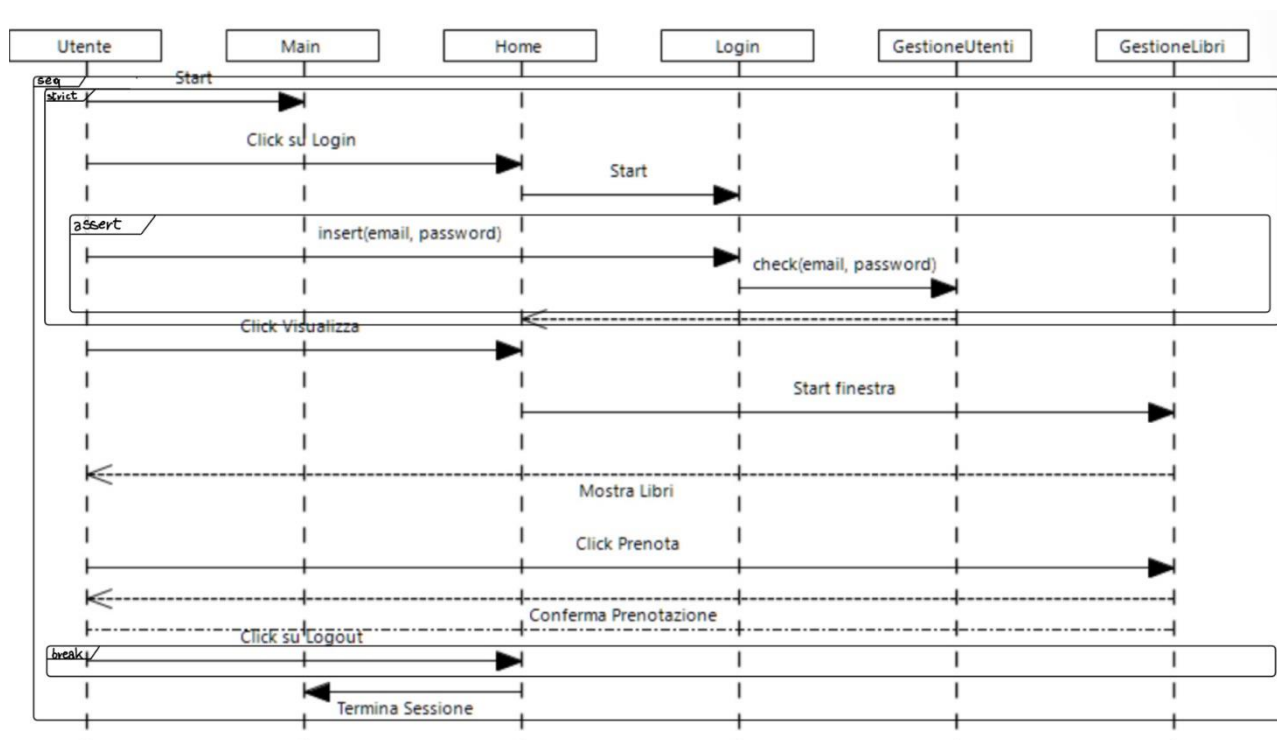 Utente
Main
Home
Login
GestioneUtenti
GestioneLibri
seq
Start
strict
Click su Login
Start
assert
insert(email, password)
check(email, password)
Click Visualizza
Start finestra
Mostra Libri
Click Prenota
Conferma Prenotazione
Click su Logout
break
Termina Sessione